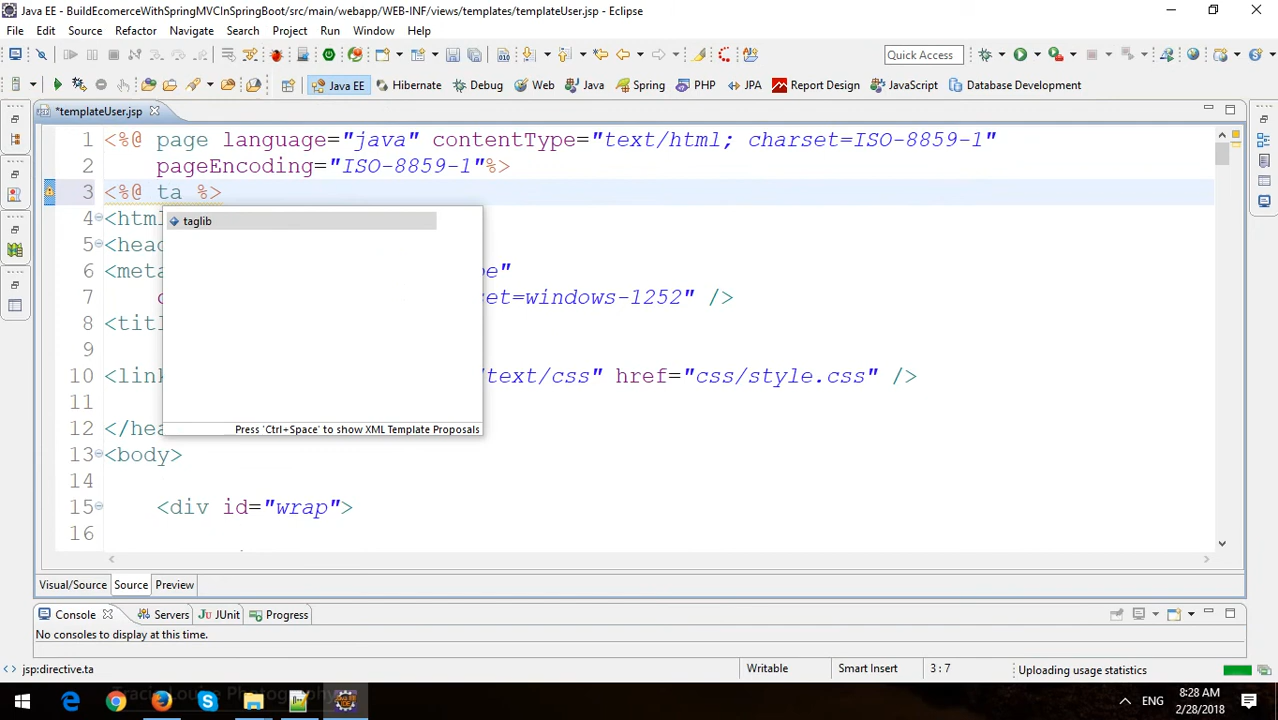 Java EE - BuildEcomerceWithSpringMVCInSpringBoot/src/main/webapp/WEB-INF/views/templates/templateUser.jsp - Eclipse
File Edit Source Refactor Navigate Search Project Run Window Help
Quick Access
Java EE Hibernate Debug Web Java Spring PHP JPA Report Design JavaScript Database Development
*templateUser.jsp
1 <%@ page language="java" contentType="text/html; charset=ISO-8859-1"
2 pageEncoding="ISO-8859-1"%>
3 <%@ ta %>
4 <html
taglib
5 <head
6 <meta pe"
7 set=windows-1252" />
8 <titl
9
10 <link "text/css" href="css/style.css" />
11
12 </hea
Press 'Ctrl+Space' to show XML Template Proposals
13 <body>
14
15 <div id="wrap">
16
Visual/Source Source Preview
Console Servers JUnit Progress
No consoles to display at this time.
jsp:directive.ta Writable Smart Insert 3 : 7 Uploading usage statistics
Tracie Louise Photography
ENG
8:28 AM
2/28/2018